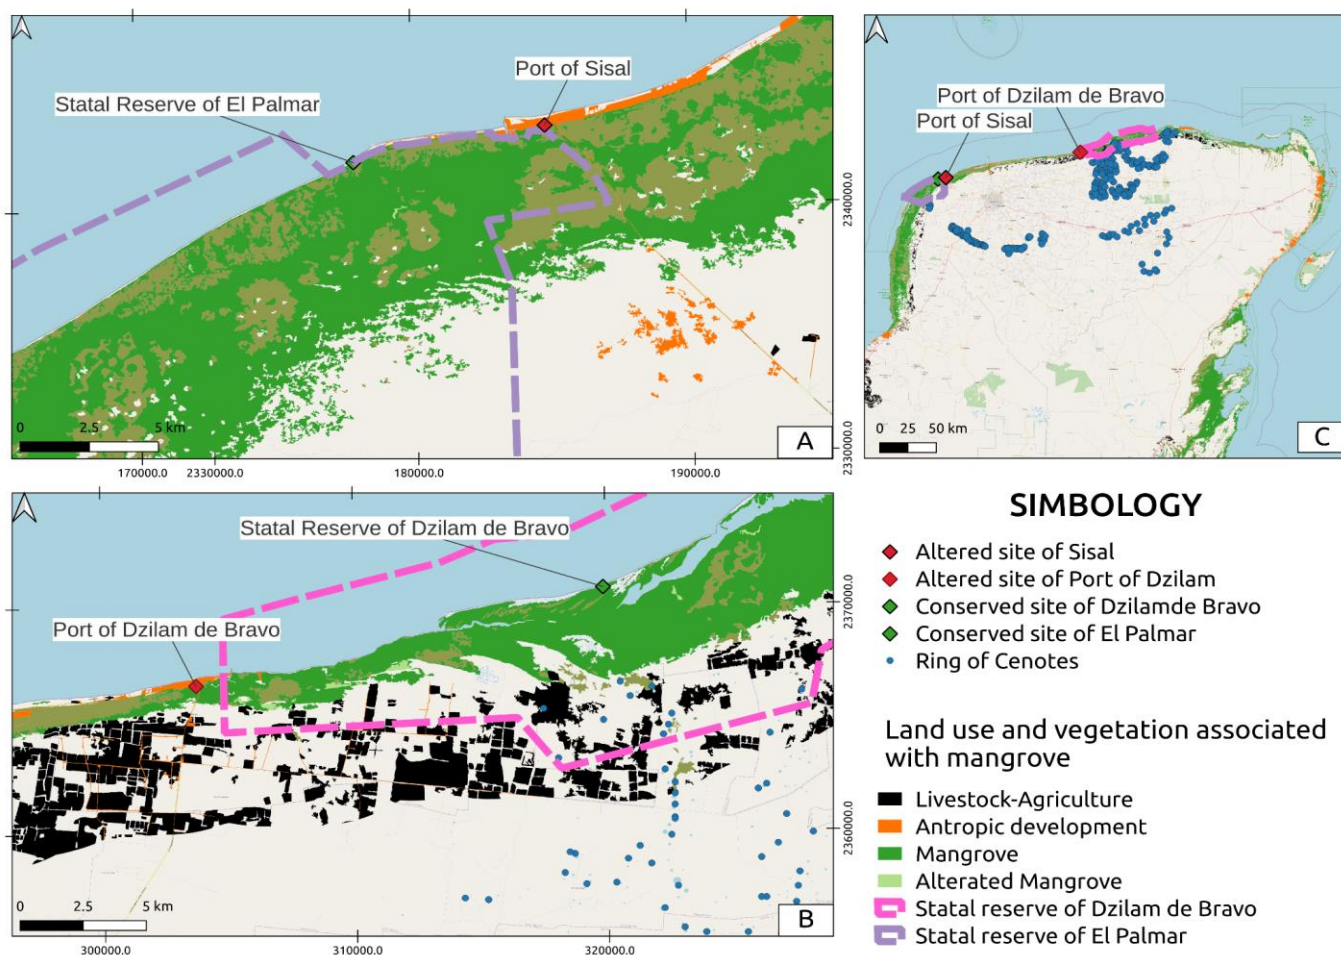 Port of Sisal
Statal Reserve of El Palmar
0 2.5 5 km
A
170000.0 2330000.0 180000.0 190000.0
2340000.0
2330000.0
Port of Dzilam de Bravo
Port of Sisal
0 25 50 km
C
Statal Reserve of Dzilam de Bravo
Port of Dzilam de Bravo
0 2.5 5 km
B
300000.0 310000.0 320000.0
2370000.0
2360000.0
SIMBOLOGY
Altered site of Sisal
Altered site of Port of Dzilam
Conserved site of Dzilamde Bravo
Conserved site of El Palmar
Ring of Cenotes
Land use and vegetation associated
with mangrove
Livestock-Agriculture
Antropic development
Mangrove
Alterated Mangrove
Statal reserve of Dzilam de Bravo
Statal reserve of El Palmar